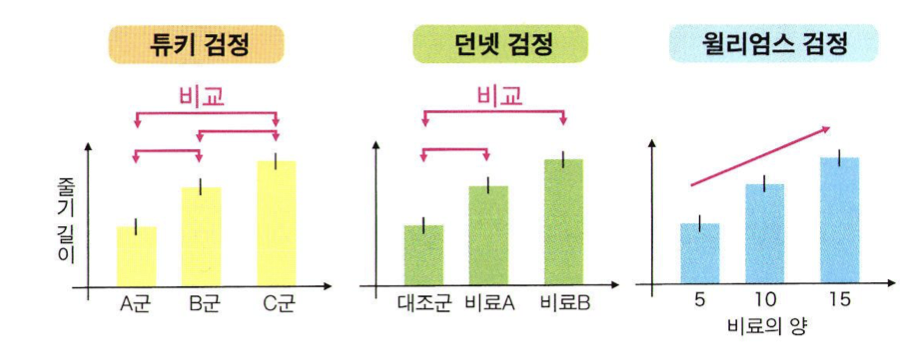 튜키 검정
던넷 검정
윌리엄스 검정
비교
비교
줄기 길이
A군 B군 C군
대조군 비료A 비료B
5 10 15
비료의 양